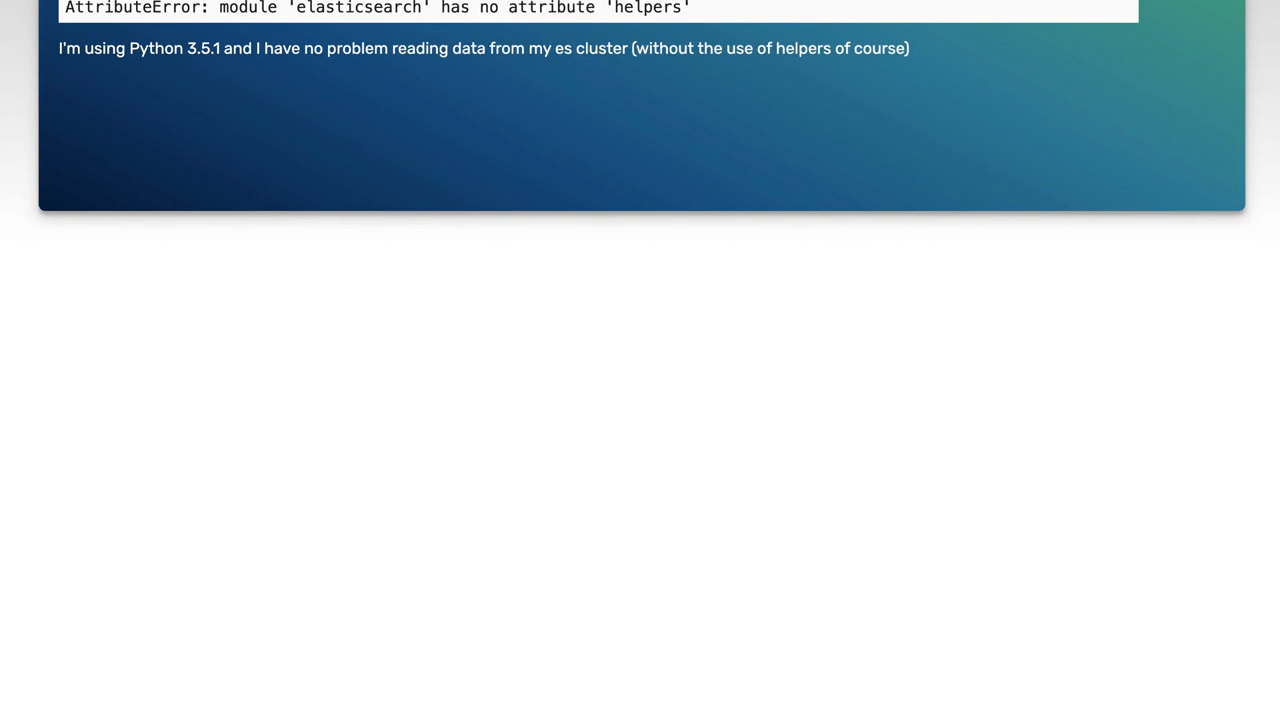 AttributeError: module 'elasticsearch' has no attribute 'helpers'
I'm using Python 3.5.1 and I have no problem reading data from my es cluster (without the use of helpers of course)